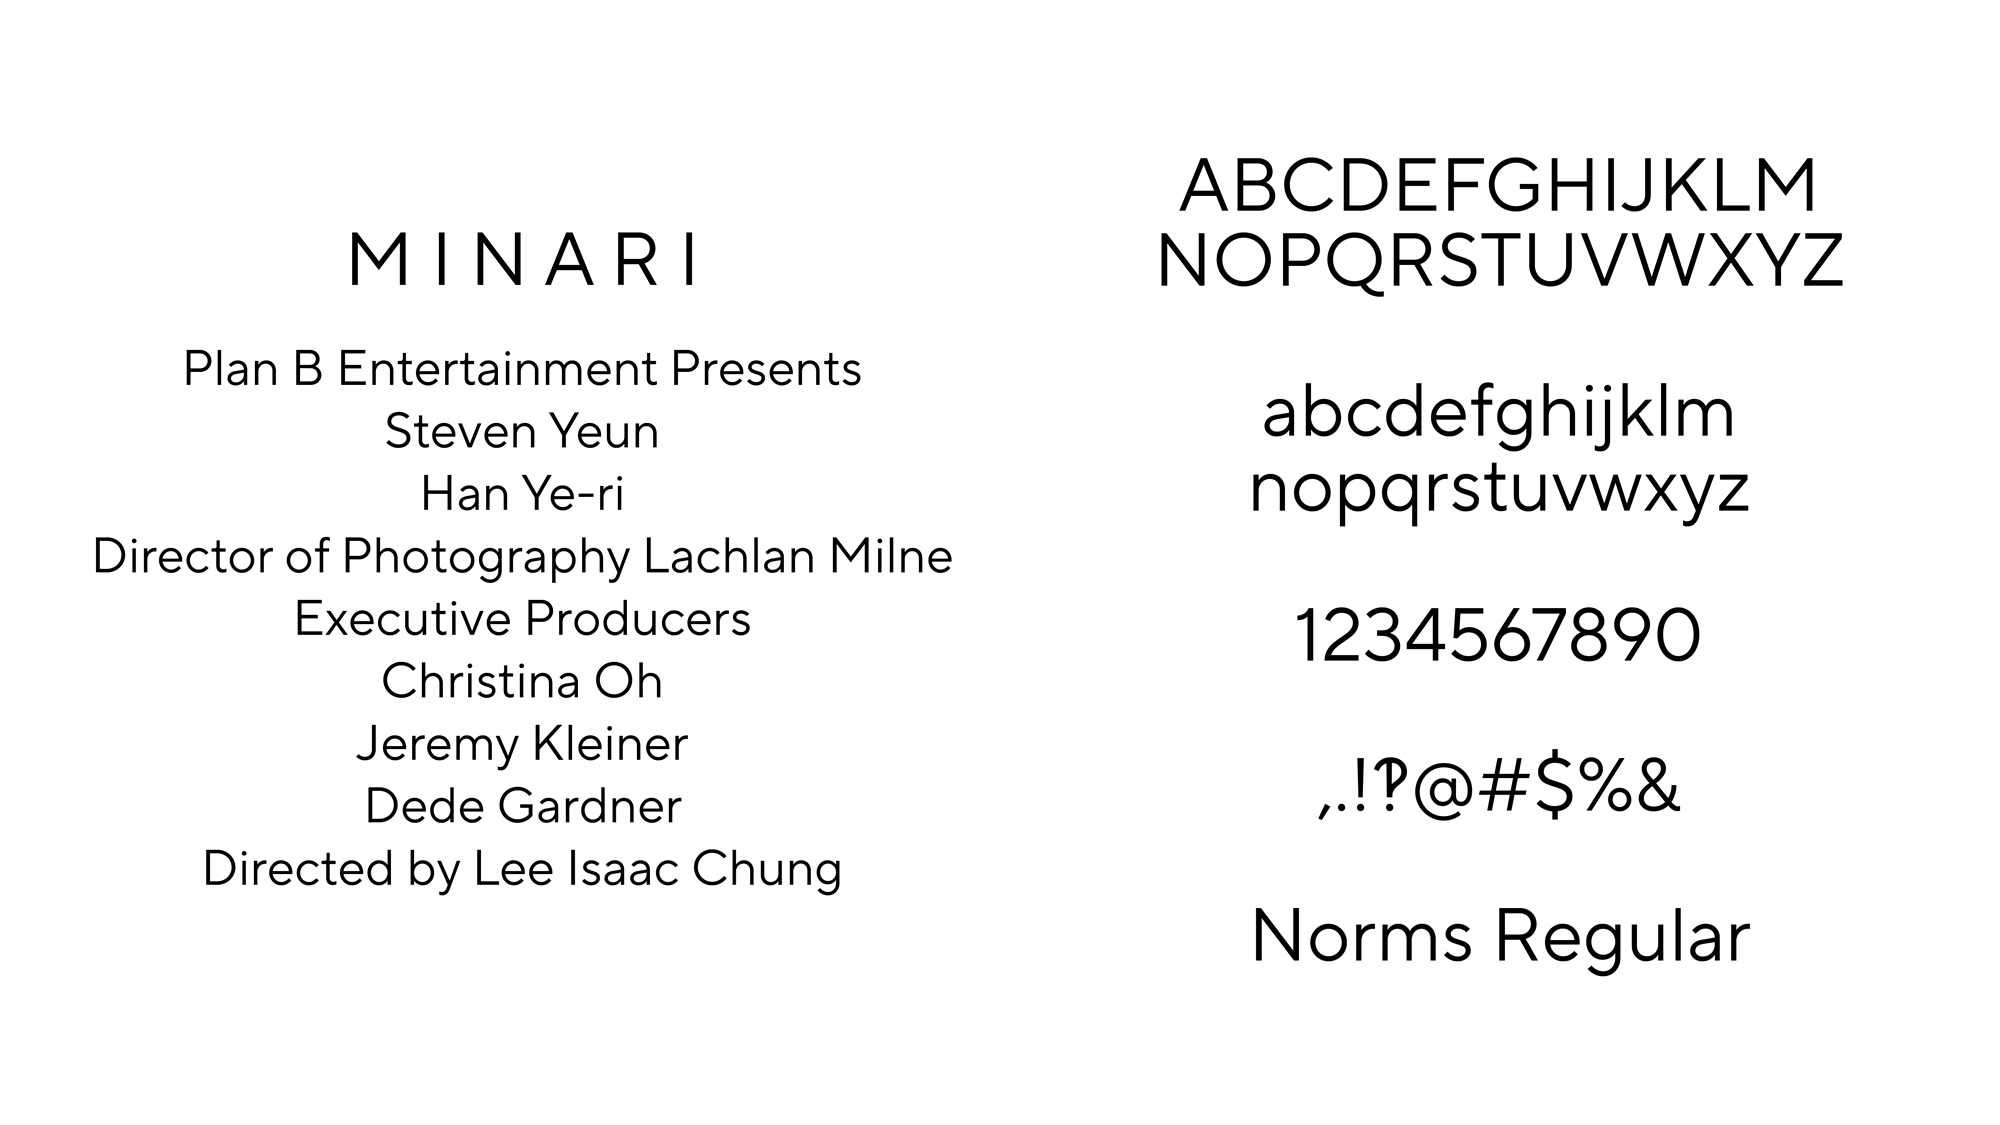 MINARI
Plan B Entertainment Presents
Steven Yeun
Han Ye-ri
Director of Photography Lachlan Milne
Executive Producers
Christina Oh
Jeremy Kleiner
Dede Gardner
Directed by Lee Isaac Chung
ABCDEFGHIJKLM
NOPQRSTUVWXYZ
abcdefghijklm
nopqrstuvwxyz
1234567890
,.!‽@#$%&
Norms Regular